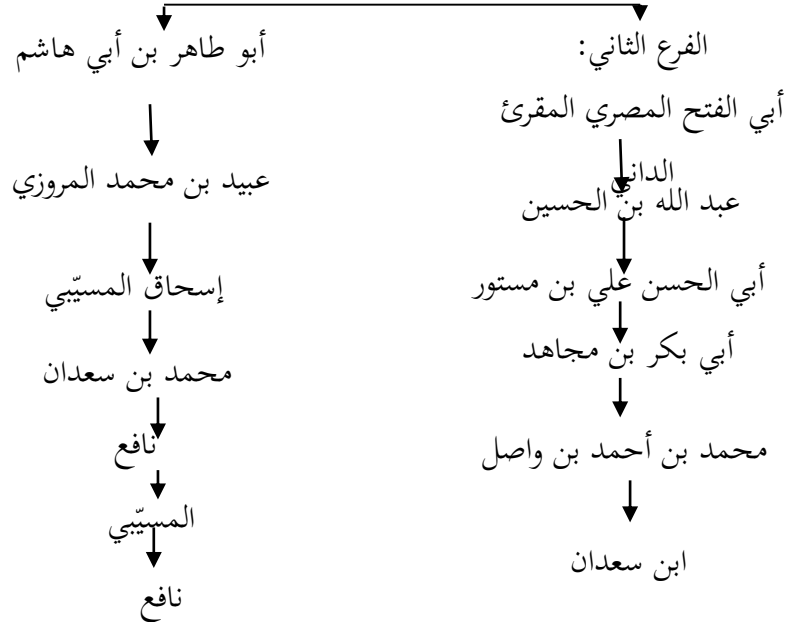 الفرع الثاني:
أبي الفتح المصري المقرئ
الداني
عبد الله بن الحسين
أبي الحسن علي بن مستور
أبي بكر بن مجاهد
محمد بن أحمد بن واصل
ابن سعدان
أبو طاهر بن أبي هاشم
عبيد بن محمد المروزي
إسحاق المسيّبي
محمد بن سعدان
نافع
المسيّبي
نافع